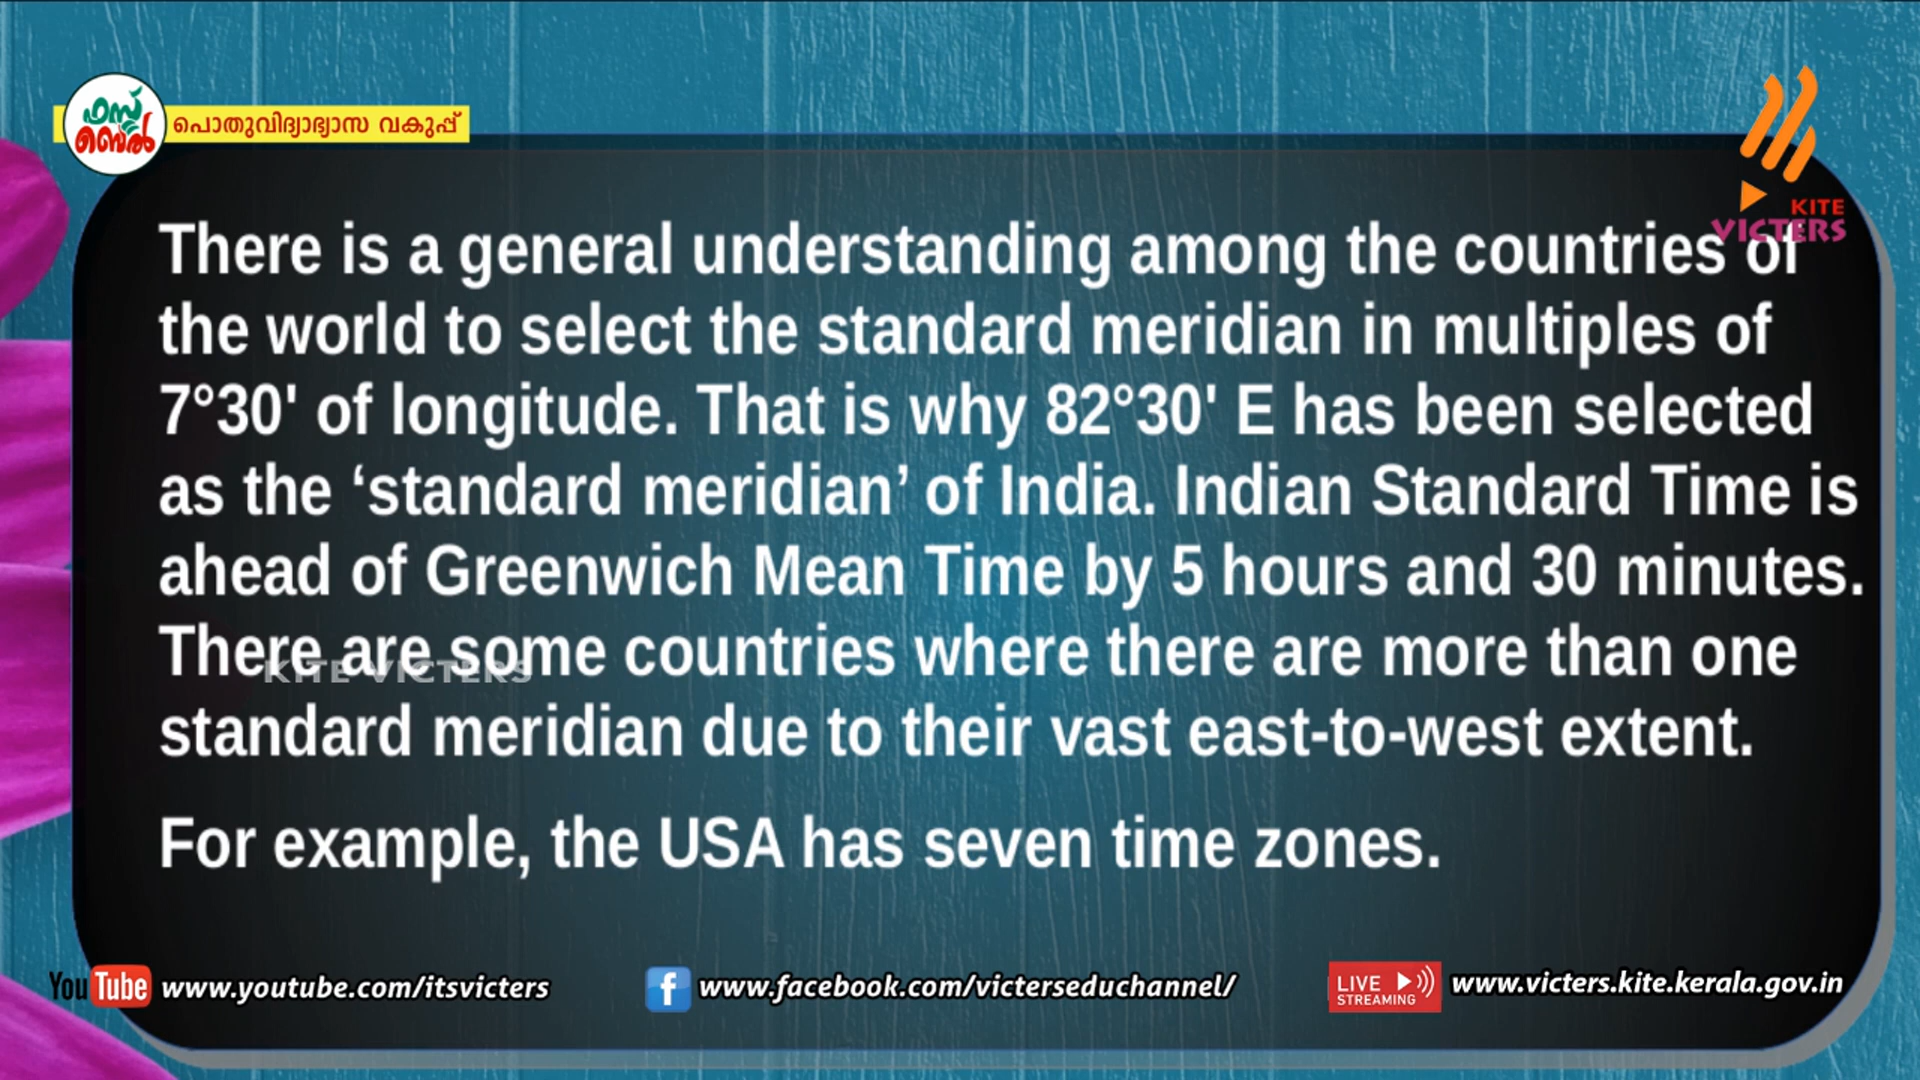 ഫസ്റ്റ്
ബെൽ
പൊതുവിദ്യാഭ്യാസ വകുപ്പ്
KITE
VICTERS
There is a general understanding among the countries of
the world to select the standard meridian in multiples of
7°30' of longitude. That is why 82°30' E has been selected
as the ‘standard meridian’ of India. Indian Standard Time is
ahead of Greenwich Mean Time by 5 hours and 30 minutes.
There are some countries where there are more than one
KITE VICTERS
standard meridian due to their vast east-to-west extent.
For example, the USA has seven time zones.
YouTube www.youtube.com/itsvicters
f www.facebook.com/victerseduchannel/
LIVE
STREAMING
www.victers.kite.kerala.gov.in